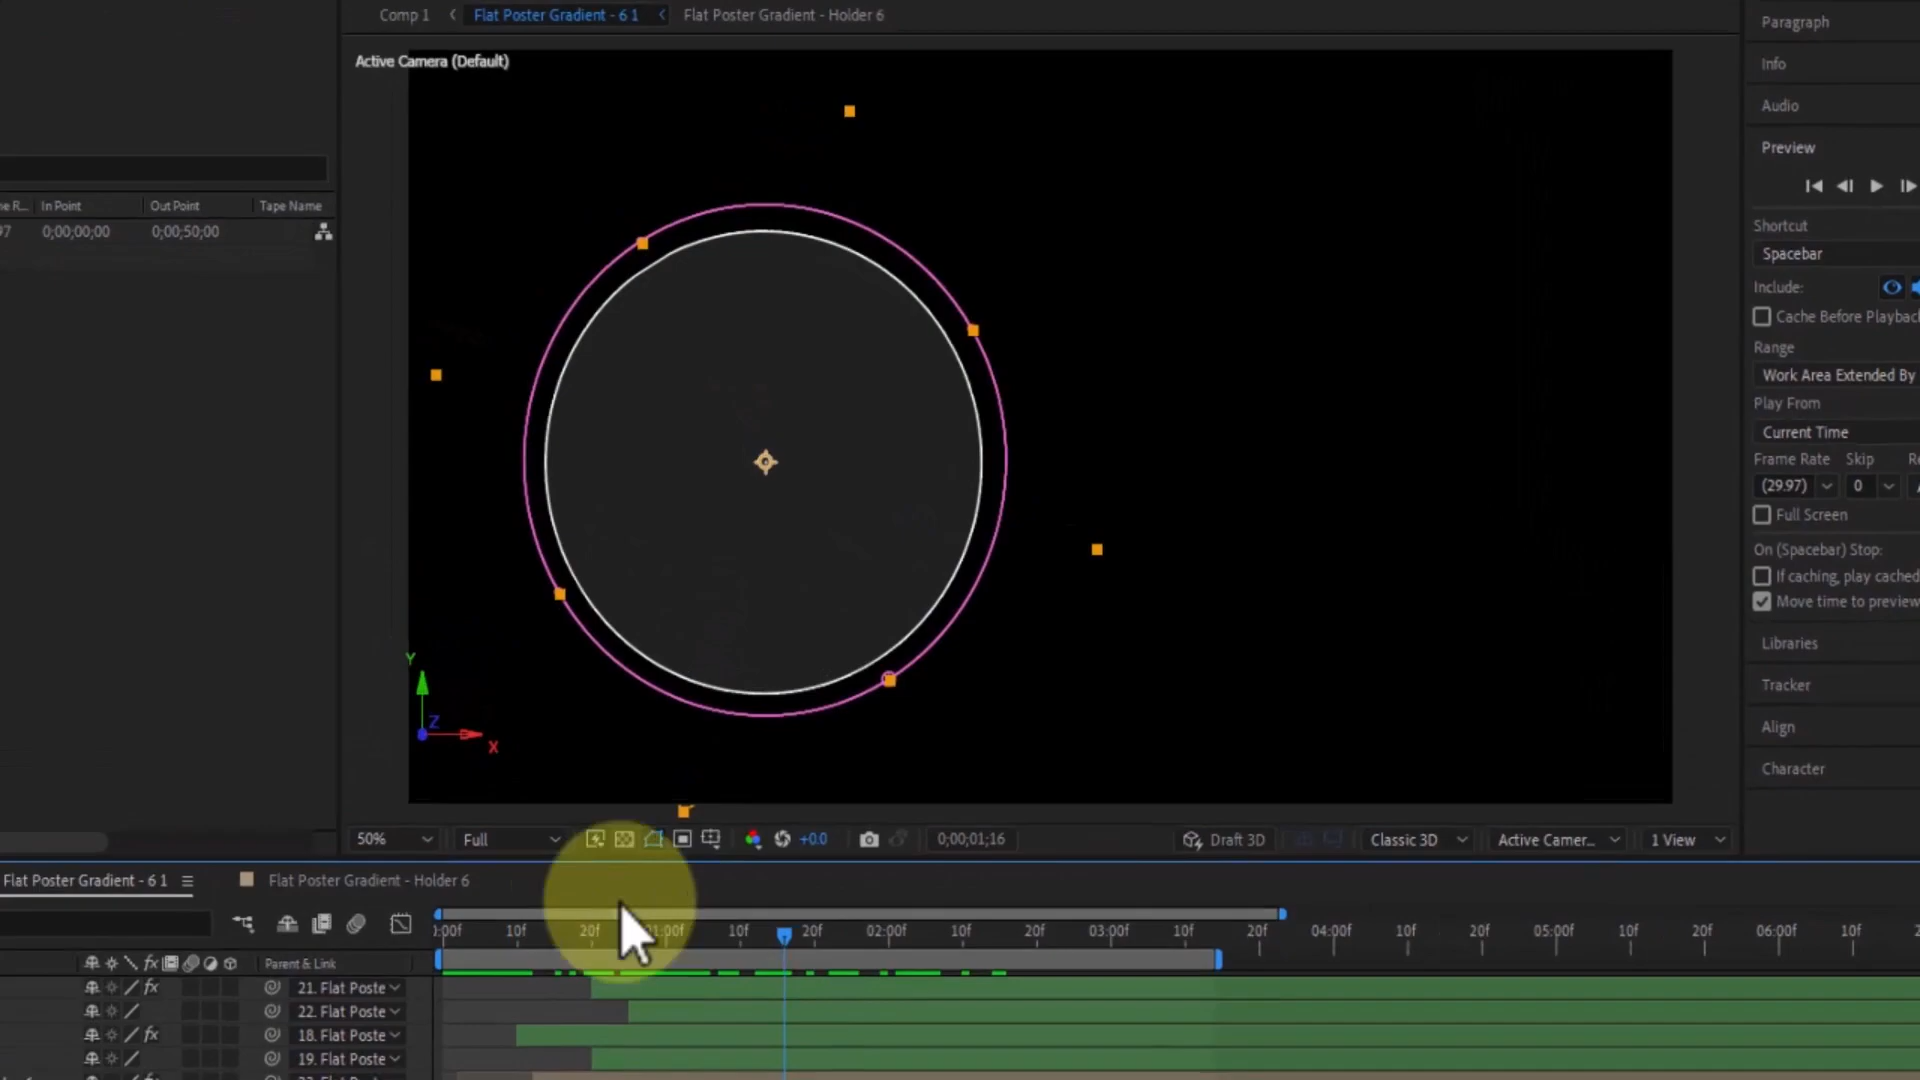 Comp 1
Flat Poster Gradient - 6 1
Flat Poster Gradient - Holder 6
Active Camera (Default)
In Point
Out Point
Tape Name
0;00;00;00
0;00;50;00
Y
Z
X
50%
Full
+0.0
0;00;01;16
Draft 3D
Classic 3D
Active Camer...
1 View
Paragraph
Info
Audio
Preview
Shortcut
Spacebar
Include:
Cache Before Playbac
Range
Work Area Extended By
Play From
Current Time
Frame Rate Skip
(29.97) 0
Full Screen
On (Spacebar) Stop:
If caching, play cached
Move time to preview
Libraries
Tracker
Align
Character
Flat Poster Gradient - 6 1
Flat Poster Gradient - Holder 6
:00f 10f 20f 01:00f 10f 20f 02:00f 10f 20f 03:00f 10f 20f 04:00f 10f 20f 05:00f 10f 20f 06:00f 10f
fx Parent & Link
fx 21. Flat Poste
22. Flat Poste
fx 18. Flat Poste
19. Flat Poste